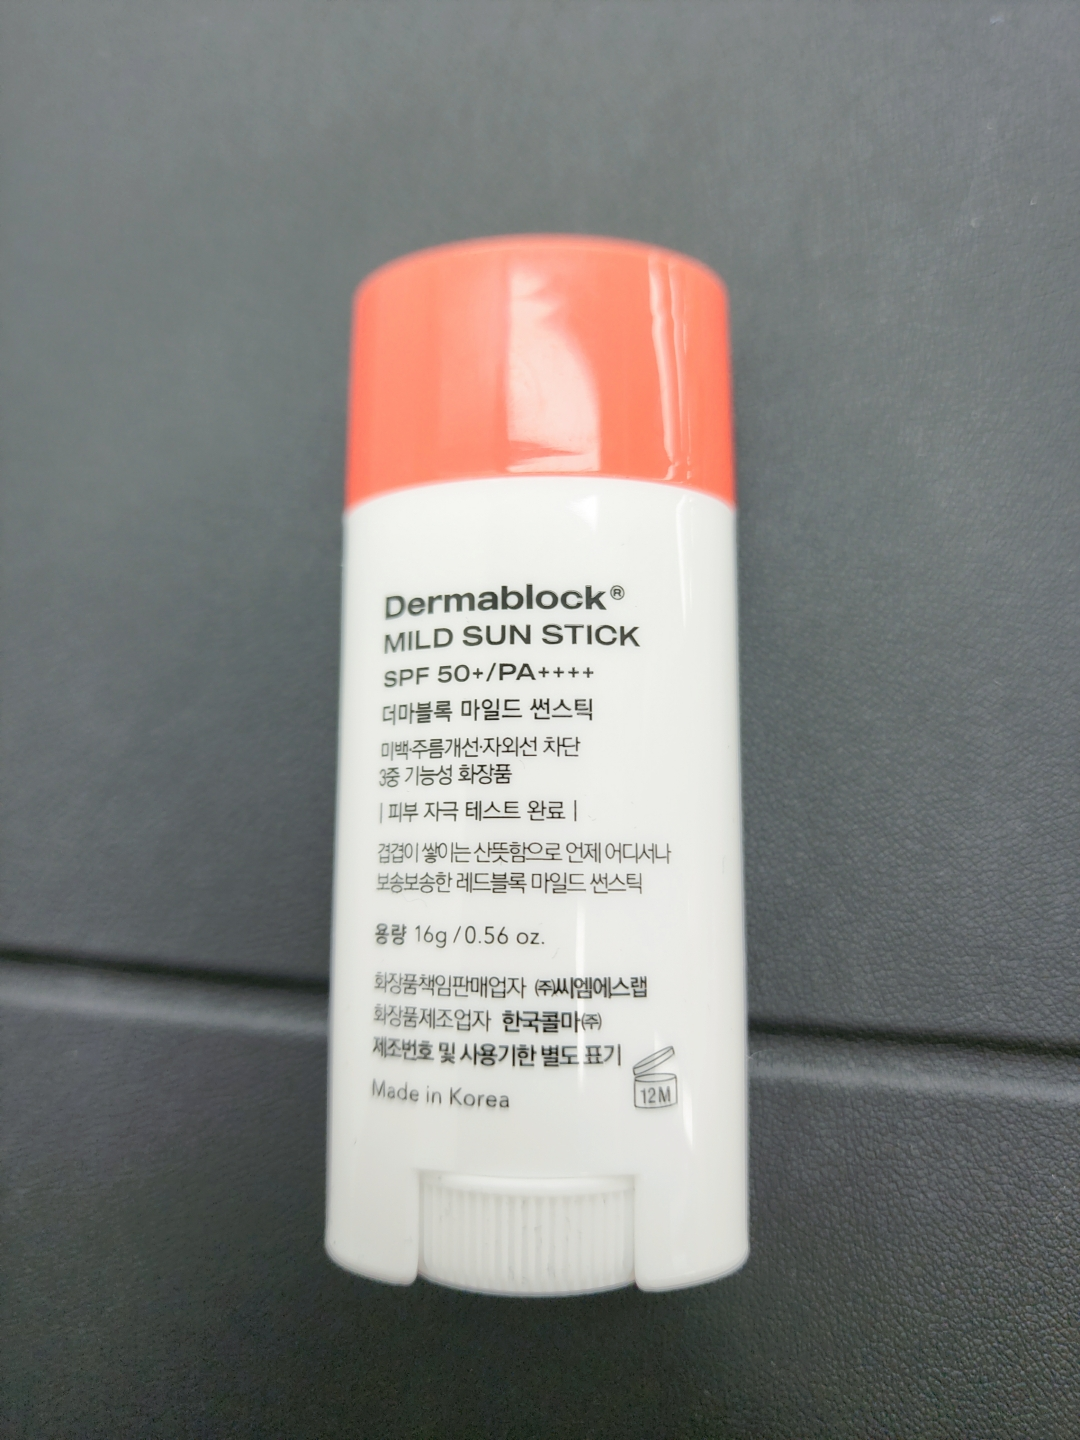 Dermablock®
MILD SUN STICK
SPF 50+/PA++++
더마블록 마일드 썬스틱
미백·주름개선·자외선 차단
3중 기능성 화장품
| 피부 자극 테스트 완료 |
겹겹이 쌓이는 산뜻함으로 언제 어디서나
보송보송한 레드블록 마일드 썬스틱
용량 16g / 0.56 oz.
화장품책임판매업자 ㈜씨엠에스랩
화장품제조업자 한국콜마㈜
제조번호 및 사용기한 별도 표기
12M
Made in Korea